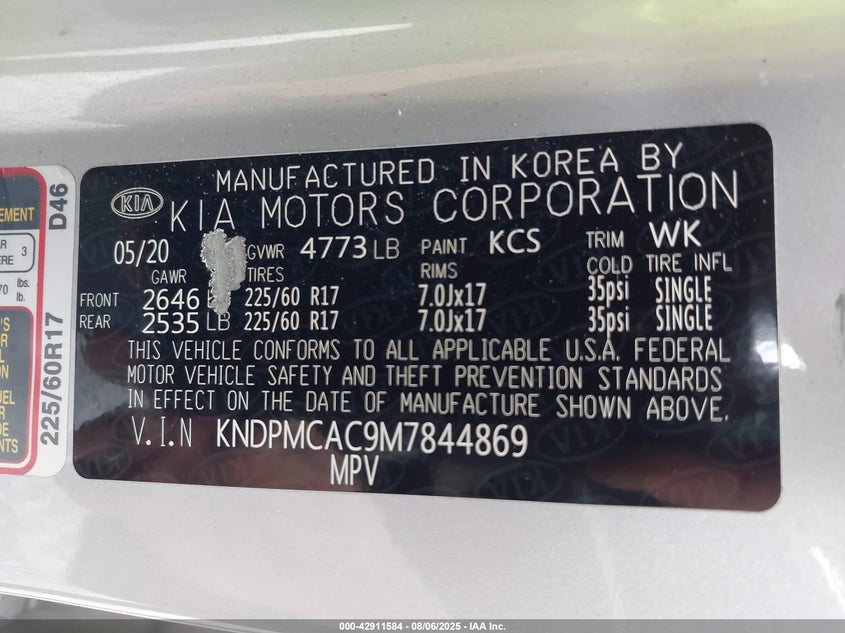 MANUFACTURED IN KOREA BY
KIA KIA MOTORS CORPORATION
05/20 GVWR 4773 LB PAINT KCS TRIM WK
GAWR TIRES RIMS COLD TIRE INFL
FRONT 2646 225/60 R17 7.0Jx17 35psi SINGLE
REAR 2535 LB 225/60 R17 7.0Jx17 35psi SINGLE
THIS VEHICLE CONFORMS TO ALL APPLICABLE U.S.A. FEDERAL
MOTOR VEHICLE SAFETY AND THEFT PREVENTION STANDARDS
IN EFFECT ON THE DATE OF MANUFACTURE SHOWN ABOVE.
V.I.N KNDPMCAC9M7844869
MPV
225/60R17 D46
3
lbs.
lb.
000-42911584 - 08/06/2025 - IAA Inc.